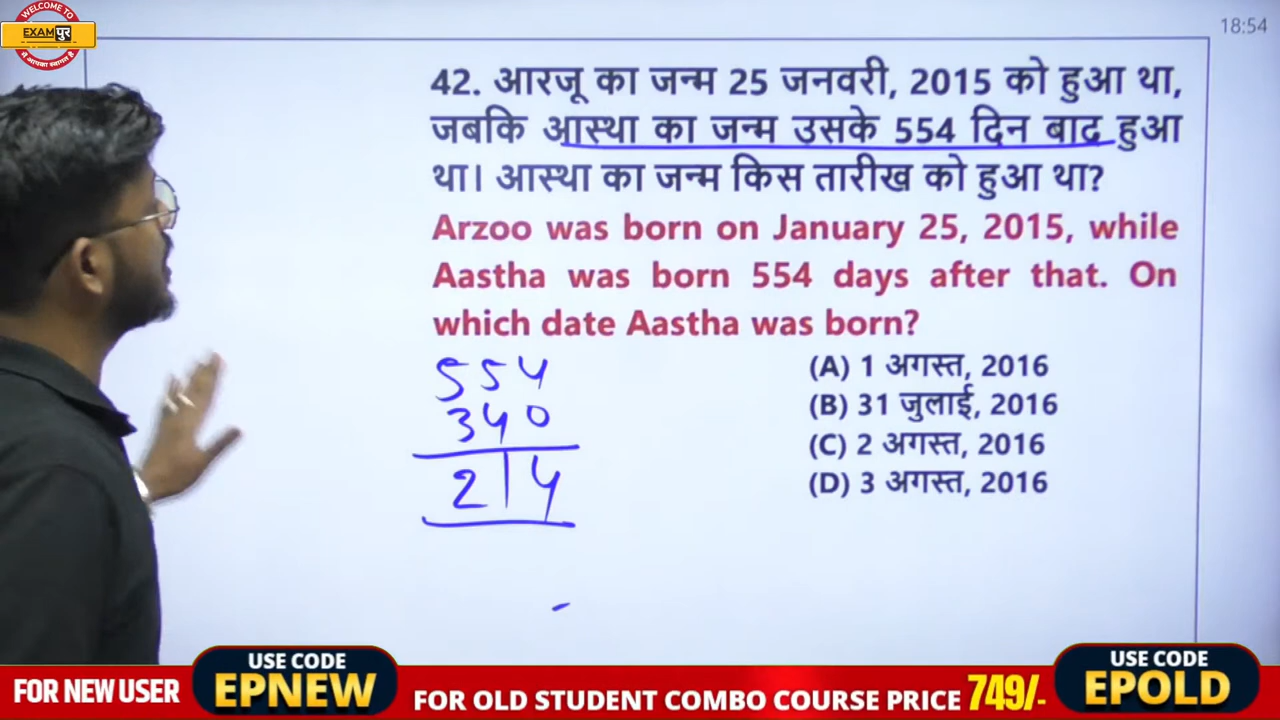 WELCOME TO
EXAMपुर
में आपका स्वागत है
18:54
42. आरजू का जन्म 25 जनवरी, 2015 को हुआ था,
जबकि आस्था का जन्म उसके 554 दिन बाद हुआ
था। आस्था का जन्म किस तारीख को हुआ था?
Arzoo was born on January 25, 2015, while
Aastha was born 554 days after that. On
which date Aastha was born?
(A) 1 अगस्त, 2016
(B) 31 जुलाई, 2016
(C) 2 अगस्त, 2016
(D) 3 अगस्त, 2016
554
340
214
FOR NEW USER
USE CODE
EPNEW
FOR OLD STUDENT COMBO COURSE PRICE 749/-
USE CODE
EPOLD